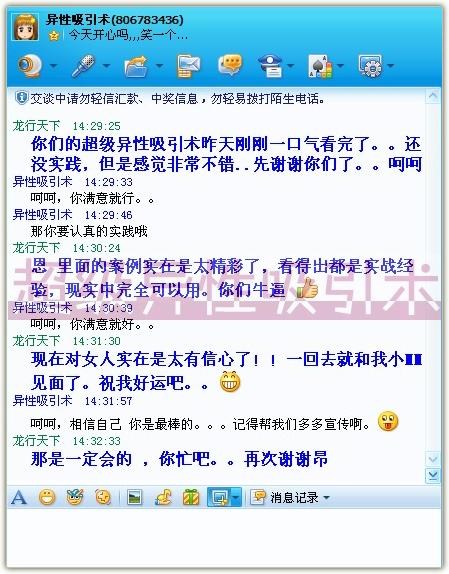 异性吸引术(806783436)
今天开心吗,,,笑一个...
交谈中请勿轻信汇款、中奖信息，勿轻易拨打陌生电话。
龙行天下 14:29:25
你们的超级异性吸引术昨天刚刚一口气看完了。。还
没实践，但是感觉非常不错..先谢谢你们了。。呵呵
异性吸引术 14:29:33
呵呵，你满意就行。。
异性吸引术 14:29:46
那你要认真的实践哦
龙行天下 14:30:24
恩 里面的案例实在是太精彩了，看得出都是实战经
验，现实中完全可以用。你们牛逼
超级异性吸引术
异性吸引术 14:30:39
呵呵，你满意就好。。
龙行天下 14:31:30
现在对女人实在是太有信心了！！一回去就和我小MM
见面了。祝我好运吧。。
异性吸引术 14:31:57
呵呵，相信自己 你是最棒的。。。记得帮我们多多宣传啊。
龙行天下 14:32:33
那是一定会的 ，你忙吧。。再次谢谢昂
A 消息记录